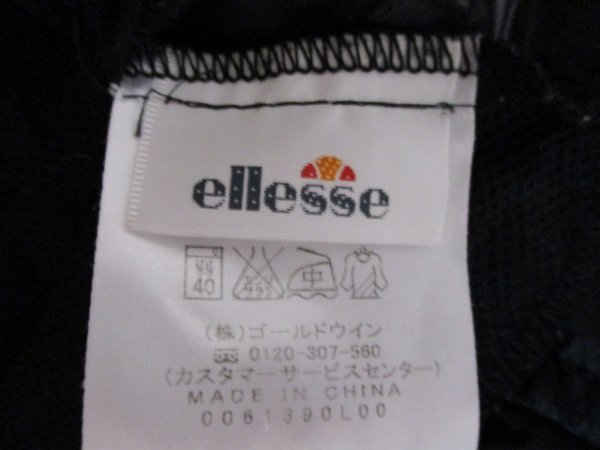 ellesse
40
中
(株)ゴールドウイン
0120-307-560
(カスタマーサービスセンター)
MADE IN CHINA
0061390L00